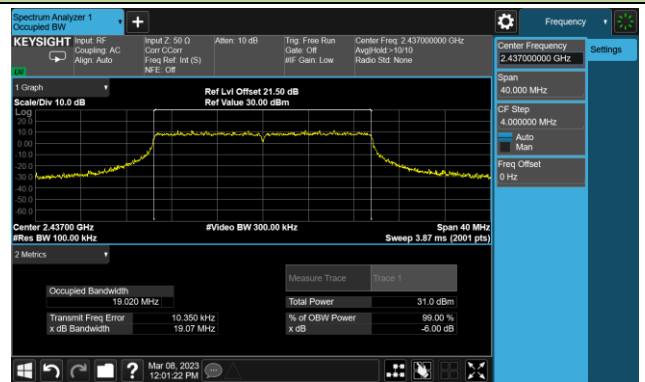 Spectrum Analyzer 1
Occupied BW
Frequency
KEYSIGHT
Input: RF
Coupling: AC
Align: Auto
Input Z: 50 Ω
Corr CCorr
Freq Ref: Int (S)
NFE: Off
Atten: 10 dB
Trig: Free Run
Gate: Off
#IF Gain: Low
Center Freq: 2.437000000 GHz
Avg|Hold:>10/10
Radio Std: None
Center Frequency
2.437000000 GHz
Settings
Span
40.000 MHz
CF Step
4.000000 MHz
Auto
Man
Freq Offset
0 Hz
1 Graph
Scale/Div 10.0 dB
Ref Lvl Offset 21.50 dB
Ref Value 30.00 dBm
Log
20.0
10.0
0.00
-10.0
-20.0
-30.0
-40.0
-50.0
-60.0
Center 2.43700 GHz
#Res BW 100.00 kHz
#Video BW 300.00 kHz
Span 40 MHz
Sweep 3.87 ms (2001 pts)
2 Metrics
Measure Trace
Trace 1
Occupied Bandwidth
19.020 MHz
Total Power
31.0 dBm
Transmit Freq Error
10.350 kHz
% of OBW Power
99.00 %
x dB Bandwidth
19.07 MHz
x dB
-6.00 dB
?
Mar 08, 2023
12:01:22 PM